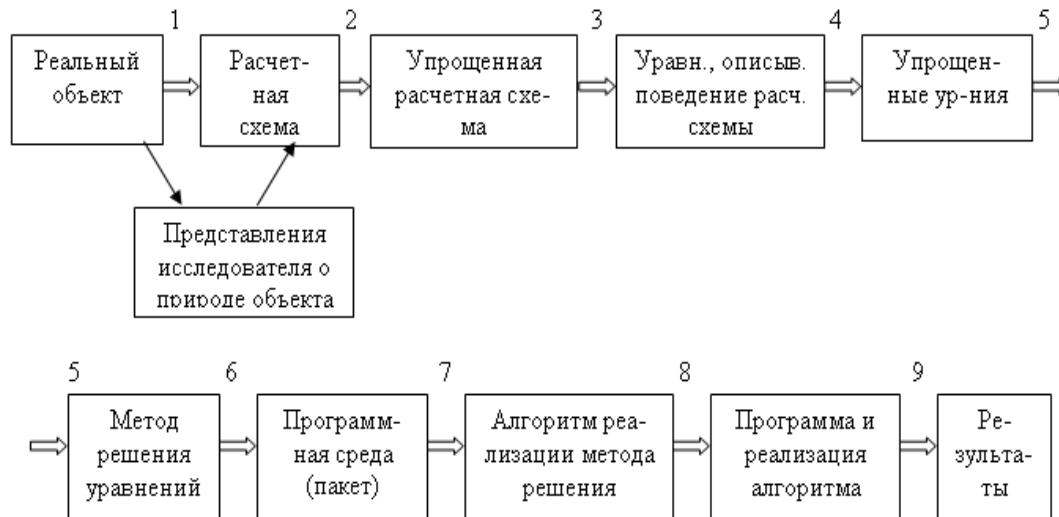 1
2
3
4
5
Реальный
объект
Расчет-
ная
схема
Упрощенная
расчетная схе-
ма
Уравн., описыв.
поведение расч.
схемы
Упрощен-
ные ур-ния
Представления
исследователя о
природе объекта
5
6
7
8
9
Метод
решения
уравнений
Программ-
ная среда
(пакет)
Алгоритм реа-
лизации метода
решения
Программа и
реализация
алгоритма
Ре-
зульта-
ты